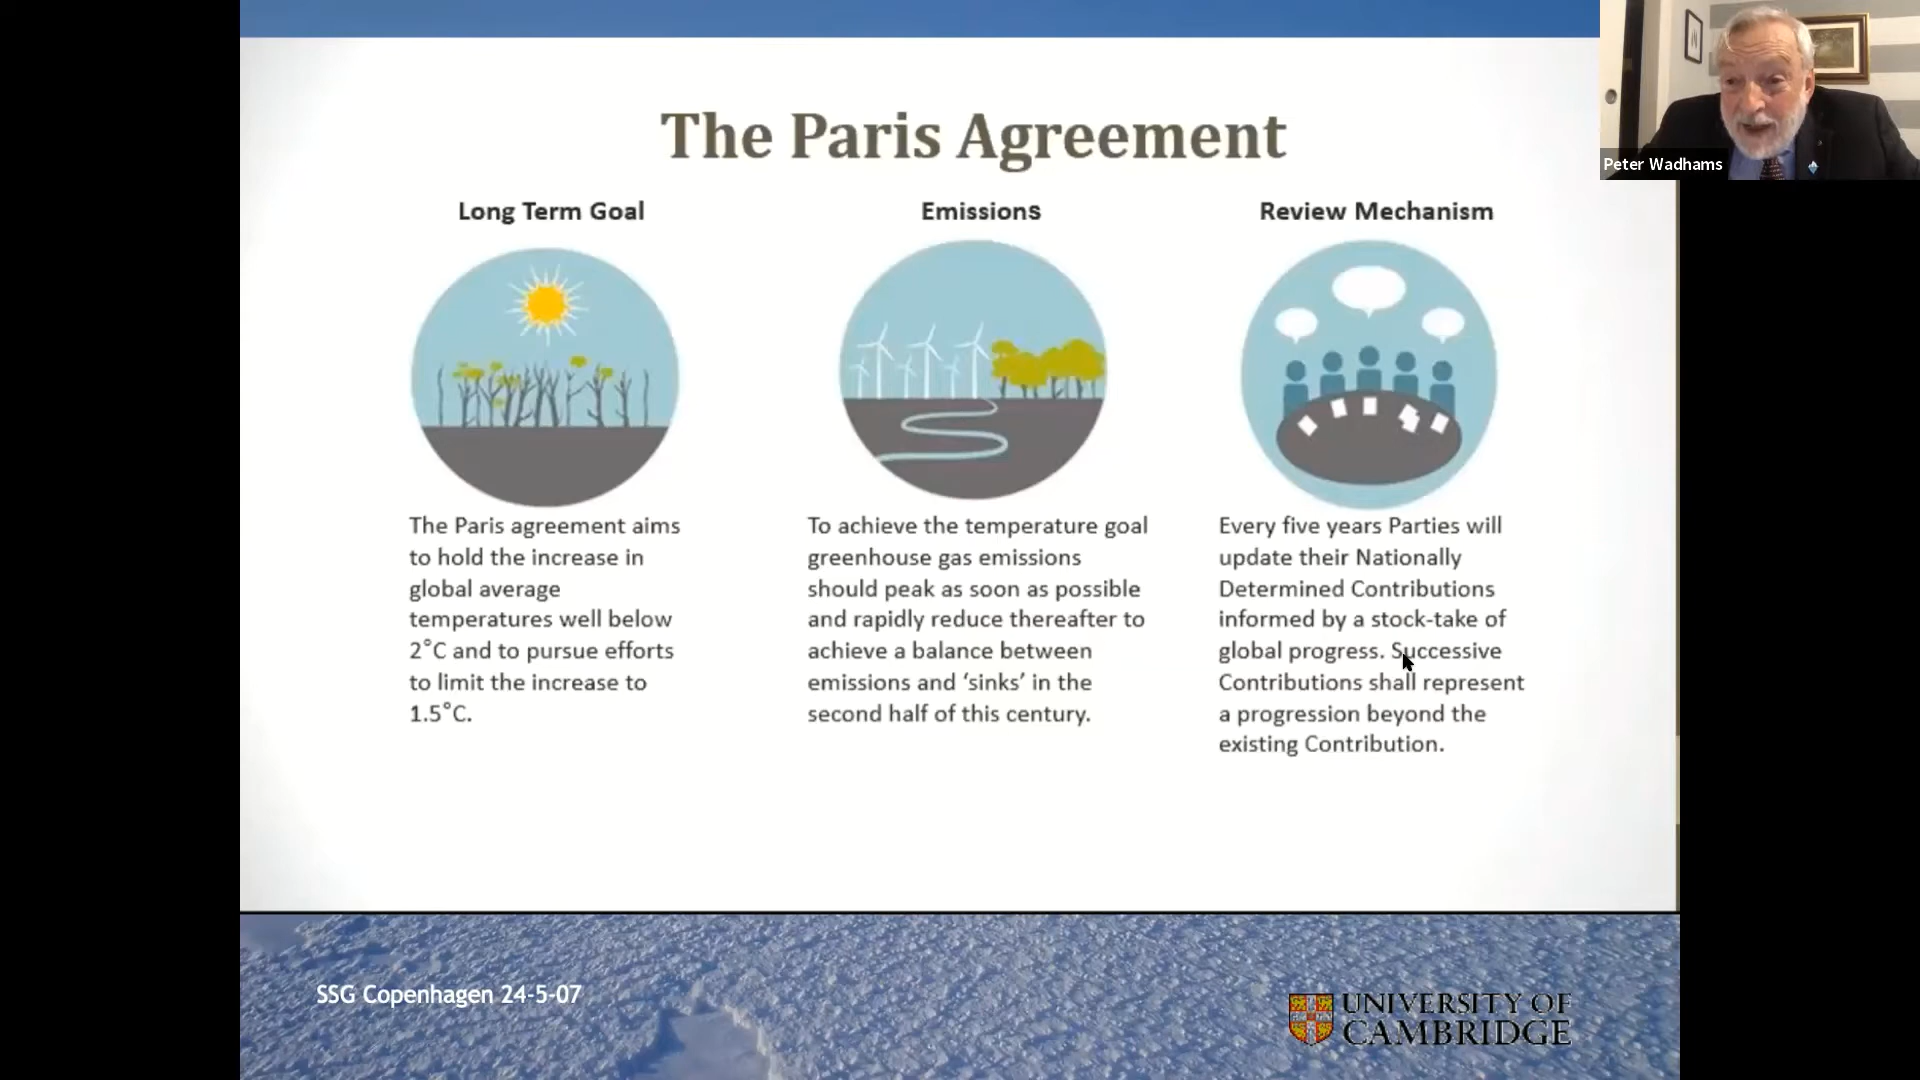 The Paris Agreement
Peter Wadhams
Long Term Goal
The Paris agreement aims
to hold the increase in
global average
temperatures well below
2°C and to pursue efforts
to limit the increase to
1.5°C.
Emissions
To achieve the temperature goal
greenhouse gas emissions
should peak as soon as possible
and rapidly reduce thereafter to
achieve a balance between
emissions and ‘sinks’ in the
second half of this century.
Review Mechanism
Every five years Parties will
update their Nationally
Determined Contributions
informed by a stock-take of
global progress. Successive
Contributions shall represent
a progression beyond the
existing Contribution.
SSG Copenhagen 24-5-07
UNIVERSITY OF
CAMBRIDGE